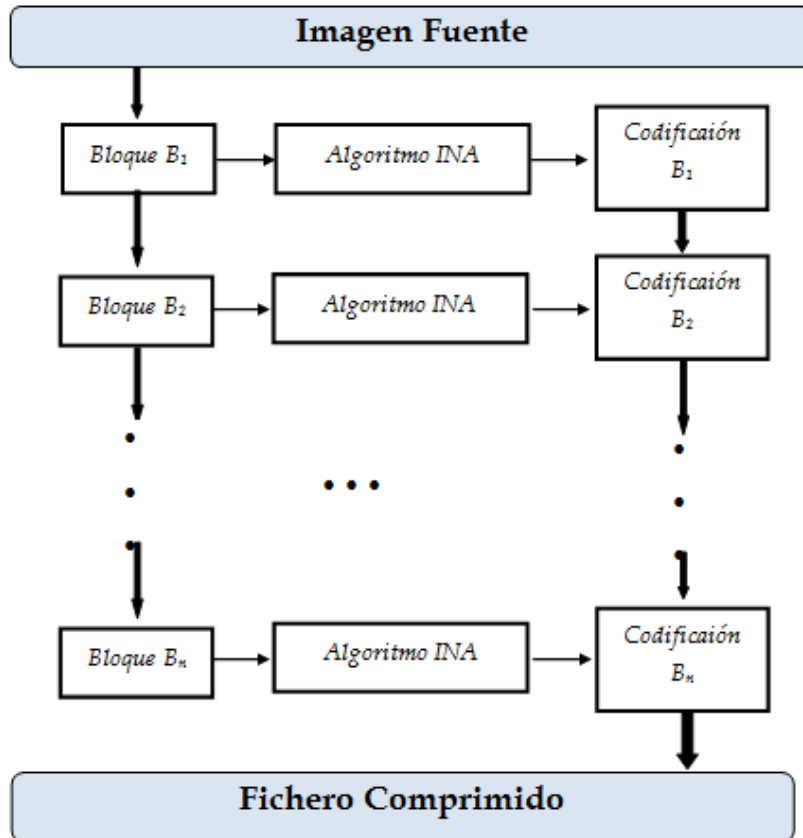 Imagen Fuente
Bloque B₁
Algoritmo INA
Codificaión
B₁
Bloque B₂
Algoritmo INA
Codificaión
B₂
Bloque Bₙ
Algoritmo INA
Codificaión
Bₙ
Fichero Comprimido